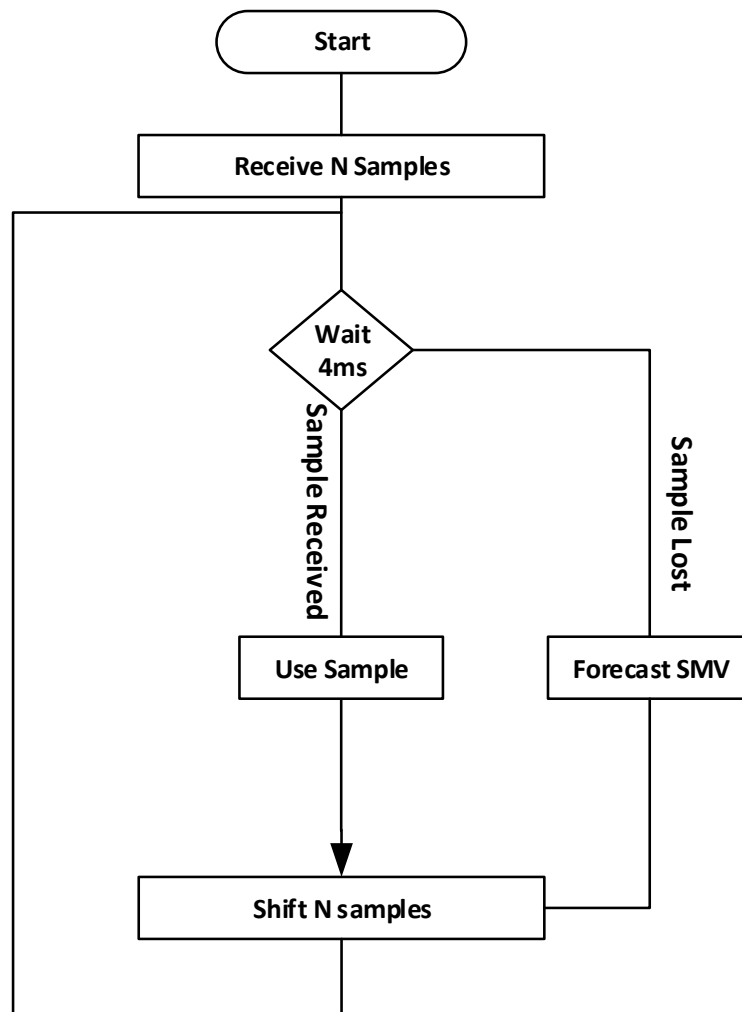 Start
Receive N Samples
Wait
4ms
Sample Received
Sample Lost
Use Sample
Forecast SMV
Shift N samples